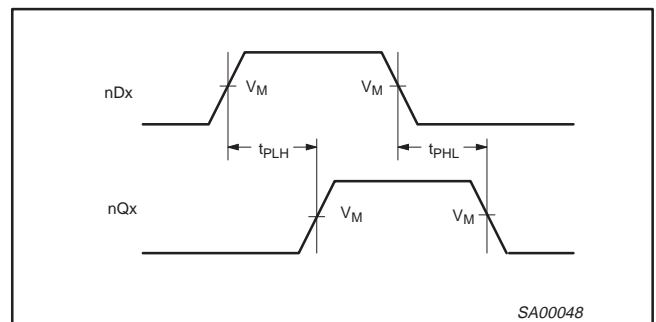 nDx
V_M
V_M
t_PLH
t_PHL
nQx
V_M
V_M
SA00048